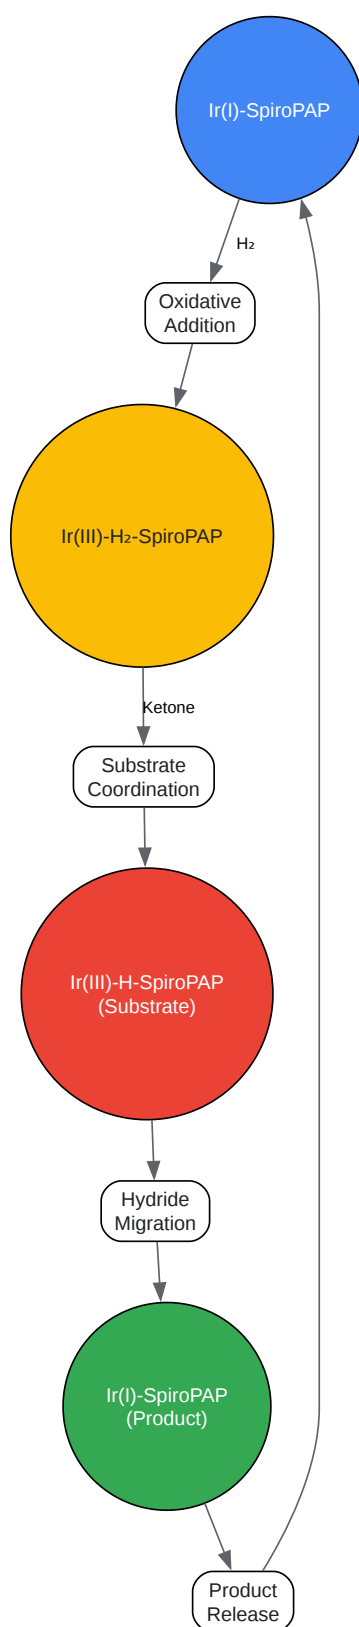 Ir(I)-SpiroPAP
H₂
Oxidative
Addition
Ir(III)-H₂-SpiroPAP
Ketone
Substrate
Coordination
Ir(III)-H-SpiroPAP
(Substrate)
Hydride
Migration
Ir(I)-SpiroPAP
(Product)
Product
Release